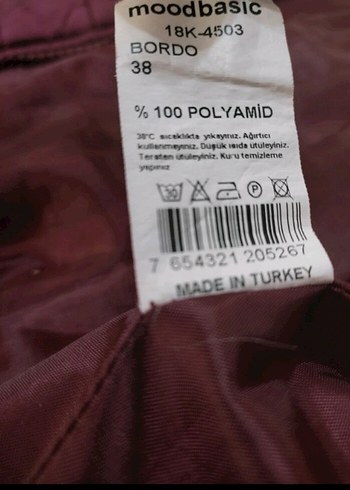 moodbasic
18K-4503
BORDO
38
% 100 POLYAMİD
30°C sıcaklıkta yıkayınız. Ağırtıcı
kullanmayınız. Düşük ısıda ütüleyiniz.
Tersten ütüleyiniz. Kuru temizleme
yapınız
30 P
7 654321 205267
MADE IN TURKEY